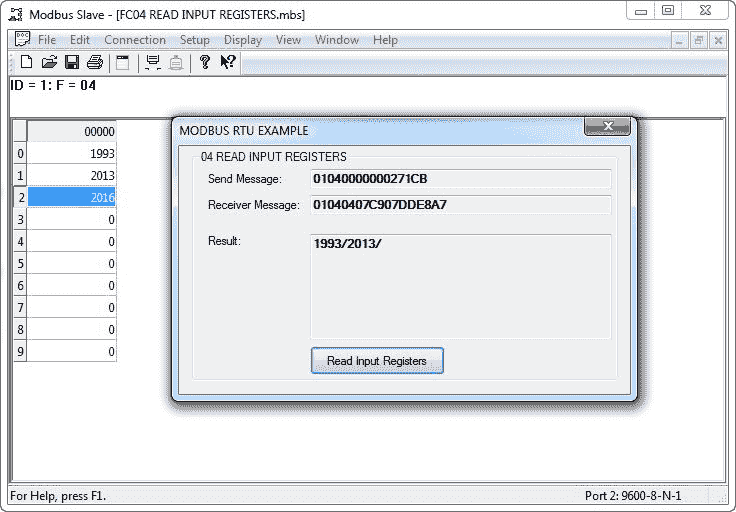 Modbus Slave - [FC04 READ INPUT REGISTERS.mbs]
File Edit Connection Setup Display View Window Help
ID = 1: F = 04
00000
0 1993
1 2013
2 2016
3 0
4 0
5 0
6 0
7 0
8 0
9 0
MODBUS RTU EXAMPLE
04 READ INPUT REGISTERS
Send Message: 01040000000271CB
Receiver Message: 01040407C907DDE8A7
Result: 1993/2013/
Read Input Registers
For Help, press F1. Port 2: 9600-8-N-1